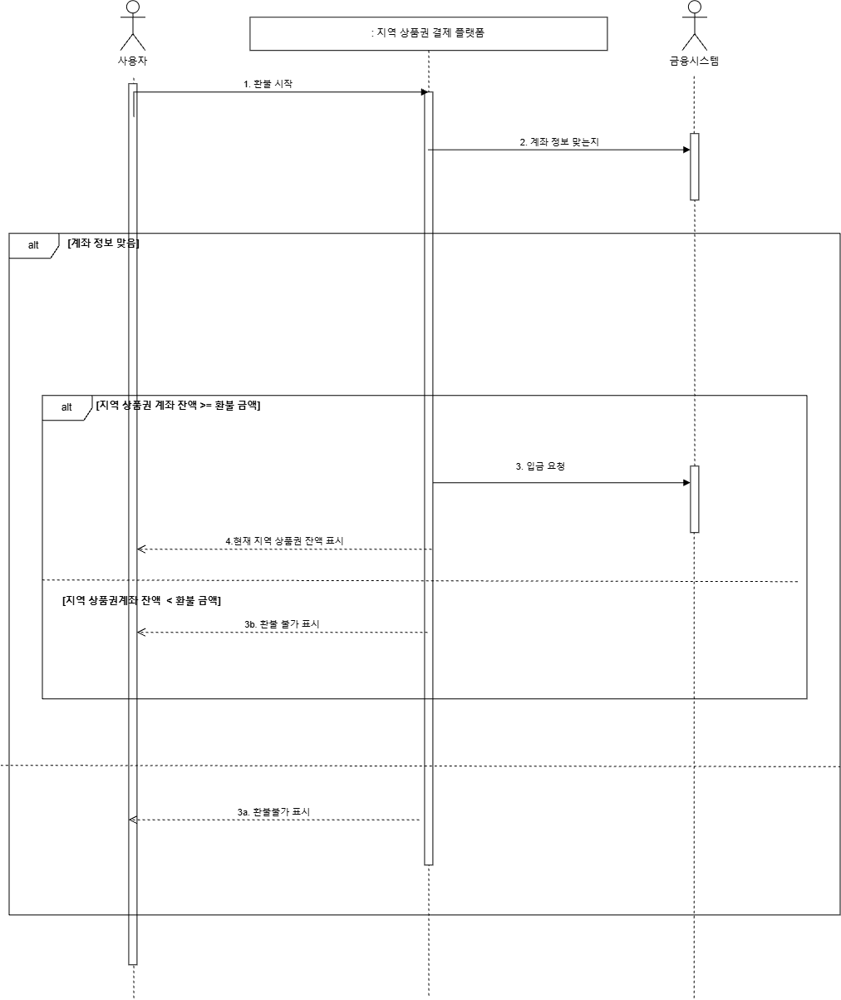 : 지역 상품권 결제 플랫폼
사용자
금융시스템
1. 환불 시작
2. 계좌 정보 맞는지
alt
[계좌 정보 맞음]
alt
[지역 상품권 계좌 잔액 >= 환불 금액]
3. 입금 요청
4.현재 지역 상품권 잔액 표시
[지역 상품권계좌 잔액 < 환불 금액]
3b. 환불 불가 표시
3a. 환불불가 표시